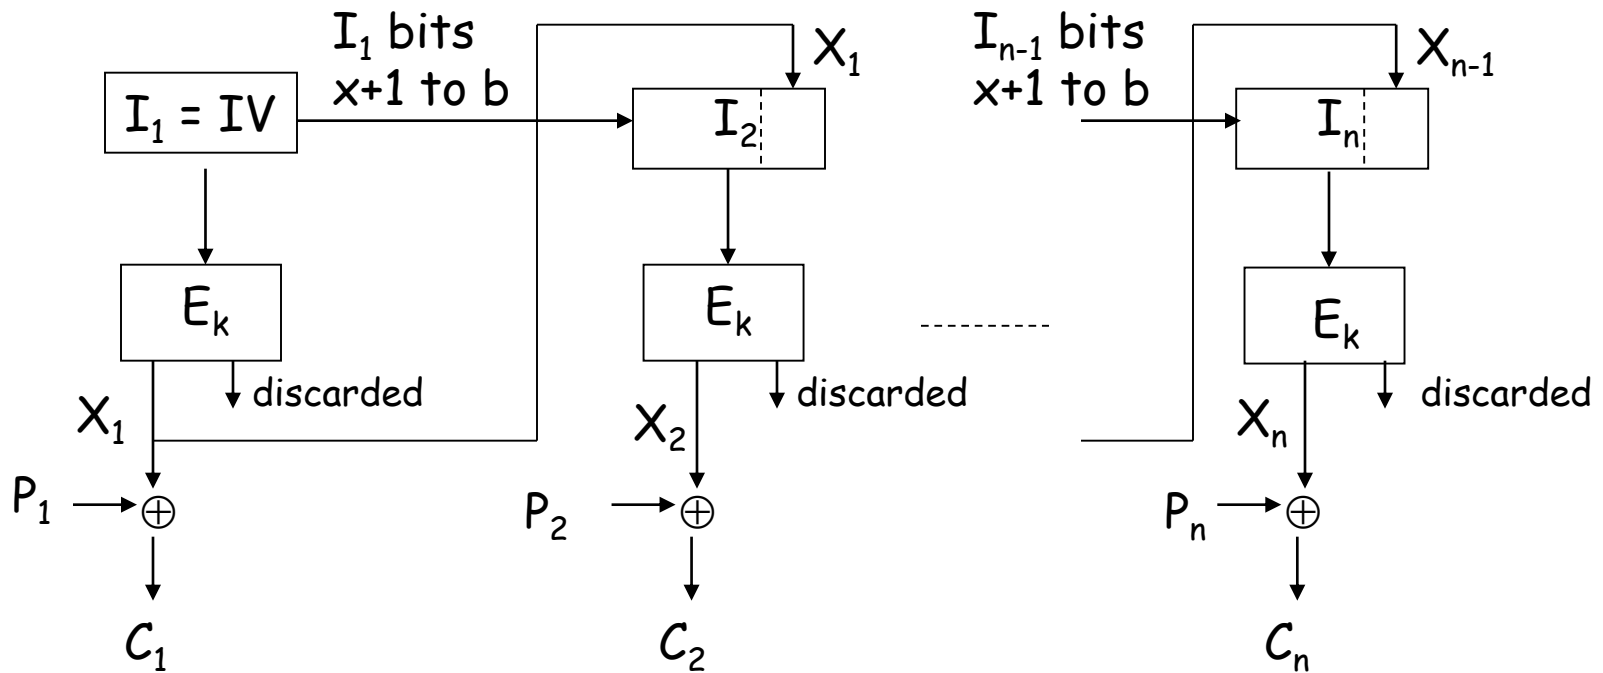 I₁ bits
x+1 to b
X₁
Iₙ₋₁ bits
x+1 to b
Xₙ₋₁
I₁ = IV
I₂
Iₙ
Eₖ
Eₖ
Eₖ
discarded
discarded
discarded
X₁
X₂
Xₙ
P₁
P₂
Pₙ
C₁
C₂
Cₙ